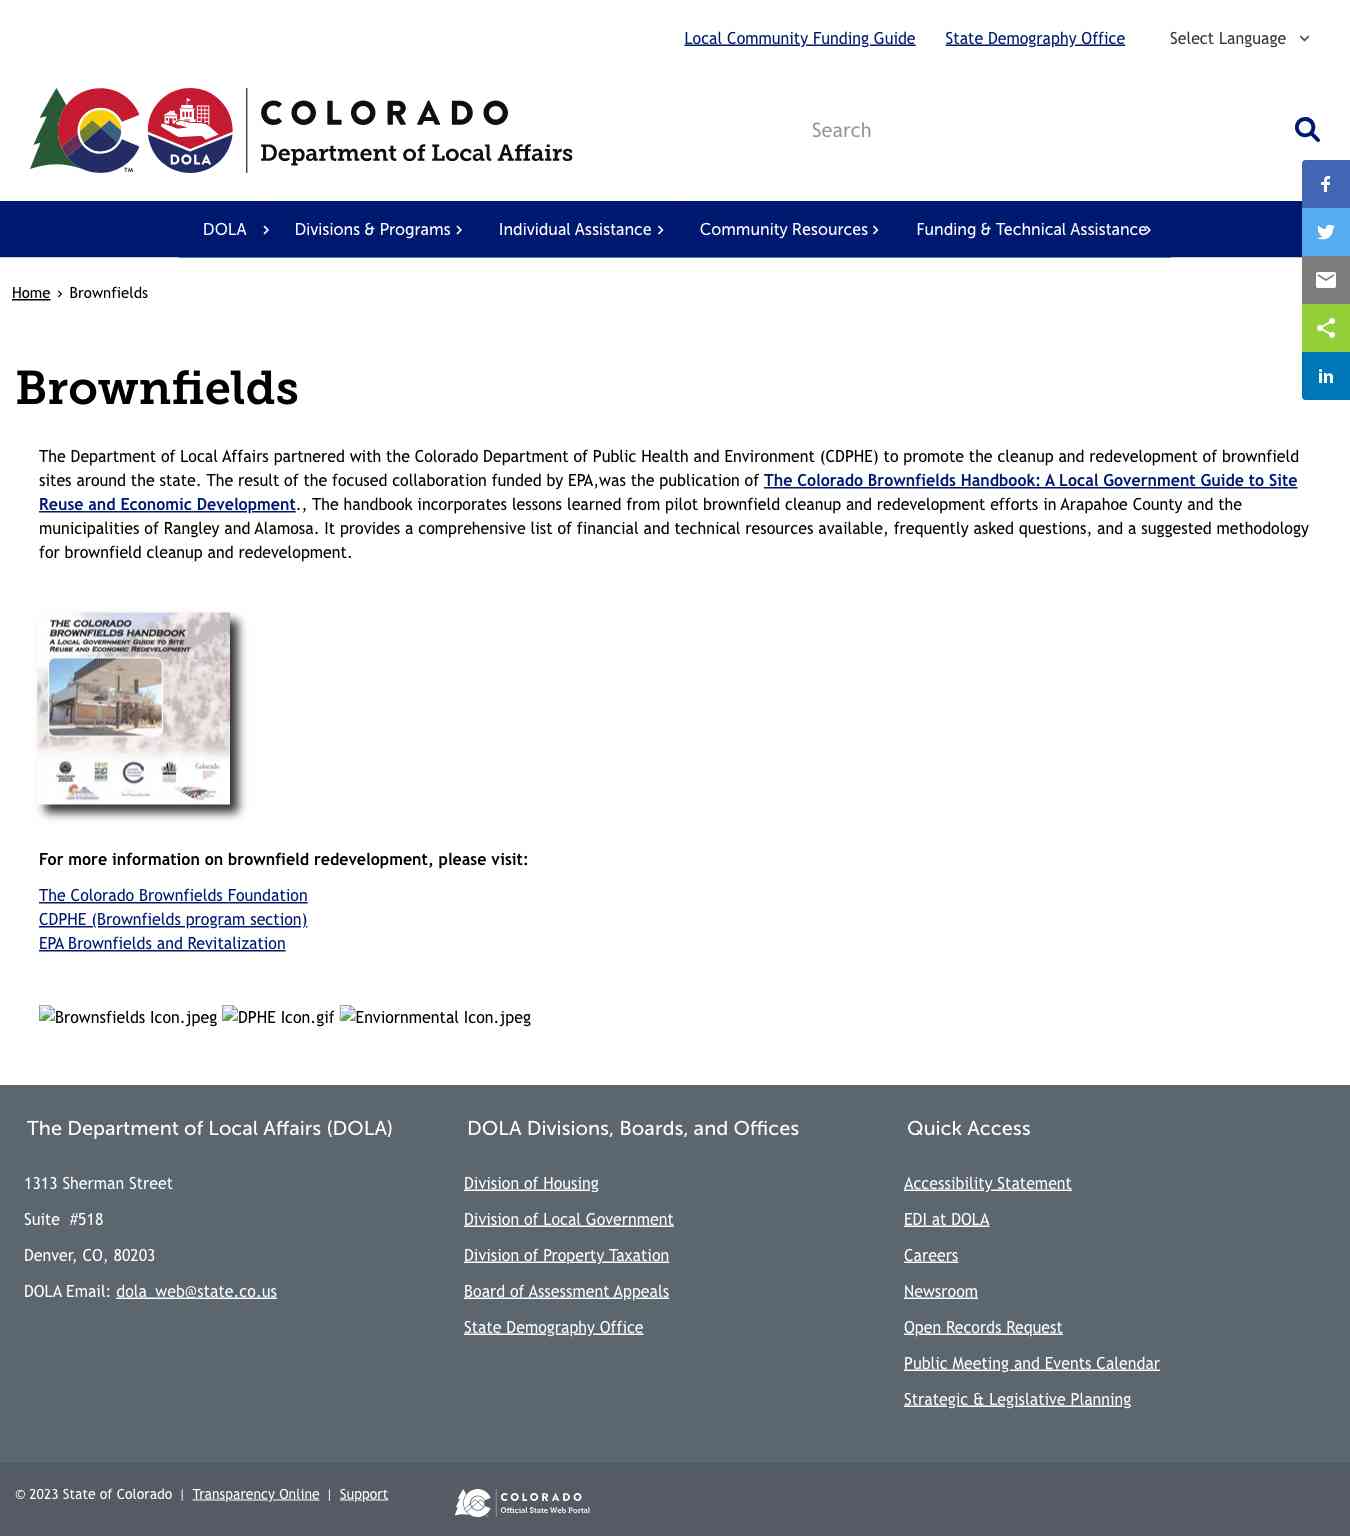 Local Community Funding Guide State Demography Office Select Language
COLORADO
Department of Local Affairs
DOLA
TM
Search
DOLA Divisions & Programs Individual Assistance Community Resources Funding & Technical Assistance
Home › Brownfields
Brownfields
The Department of Local Affairs partnered with the Colorado Department of Public Health and Environment (CDPHE) to promote the cleanup and redevelopment of brownfield
sites around the state. The result of the focused collaboration funded by EPA,was the publication of The Colorado Brownfields Handbook: A Local Government Guide to Site
Reuse and Economic Development., The handbook incorporates lessons learned from pilot brownfield cleanup and redevelopment efforts in Arapahoe County and the
municipalities of Rangley and Alamosa. It provides a comprehensive list of financial and technical resources available, frequently asked questions, and a suggested methodology
for brownfield cleanup and redevelopment.
THE COLORADO
BROWNFIELDS HANDBOOK
A LOCAL GOVERNMENT GUIDE TO SITE
REUSE AND ECONOMIC REDEVELOPMENT
Colorado
For more information on brownfield redevelopment, please visit:
The Colorado Brownfields Foundation
CDPHE (Brownfields program section)
EPA Brownfields and Revitalization
Brownsfields Icon.jpeg DPHE Icon.gif Enviornmental Icon.jpeg
The Department of Local Affairs (DOLA)
1313 Sherman Street
Suite #518
Denver, CO, 80203
DOLA Email: dola_web@state.co.us
DOLA Divisions, Boards, and Offices
Division of Housing
Division of Local Government
Division of Property Taxation
Board of Assessment Appeals
State Demography Office
Quick Access
Accessibility Statement
EDI at DOLA
Careers
Newsroom
Open Records Request
Public Meeting and Events Calendar
Strategic & Legislative Planning
© 2023 State of Colorado | Transparency Online | Support
COLORADO
Official State Web Portal